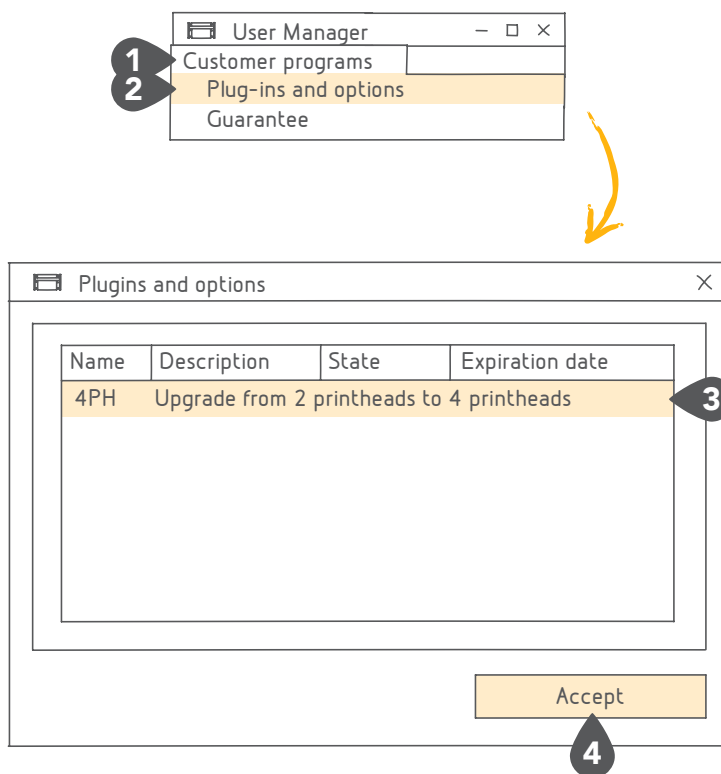 User Manager
1 Customer programs
2 Plug-ins and options
Guarantee
Plugins and options
Name Description State Expiration date
4PH Upgrade from 2 printheads to 4 printheads 3
Accept
4